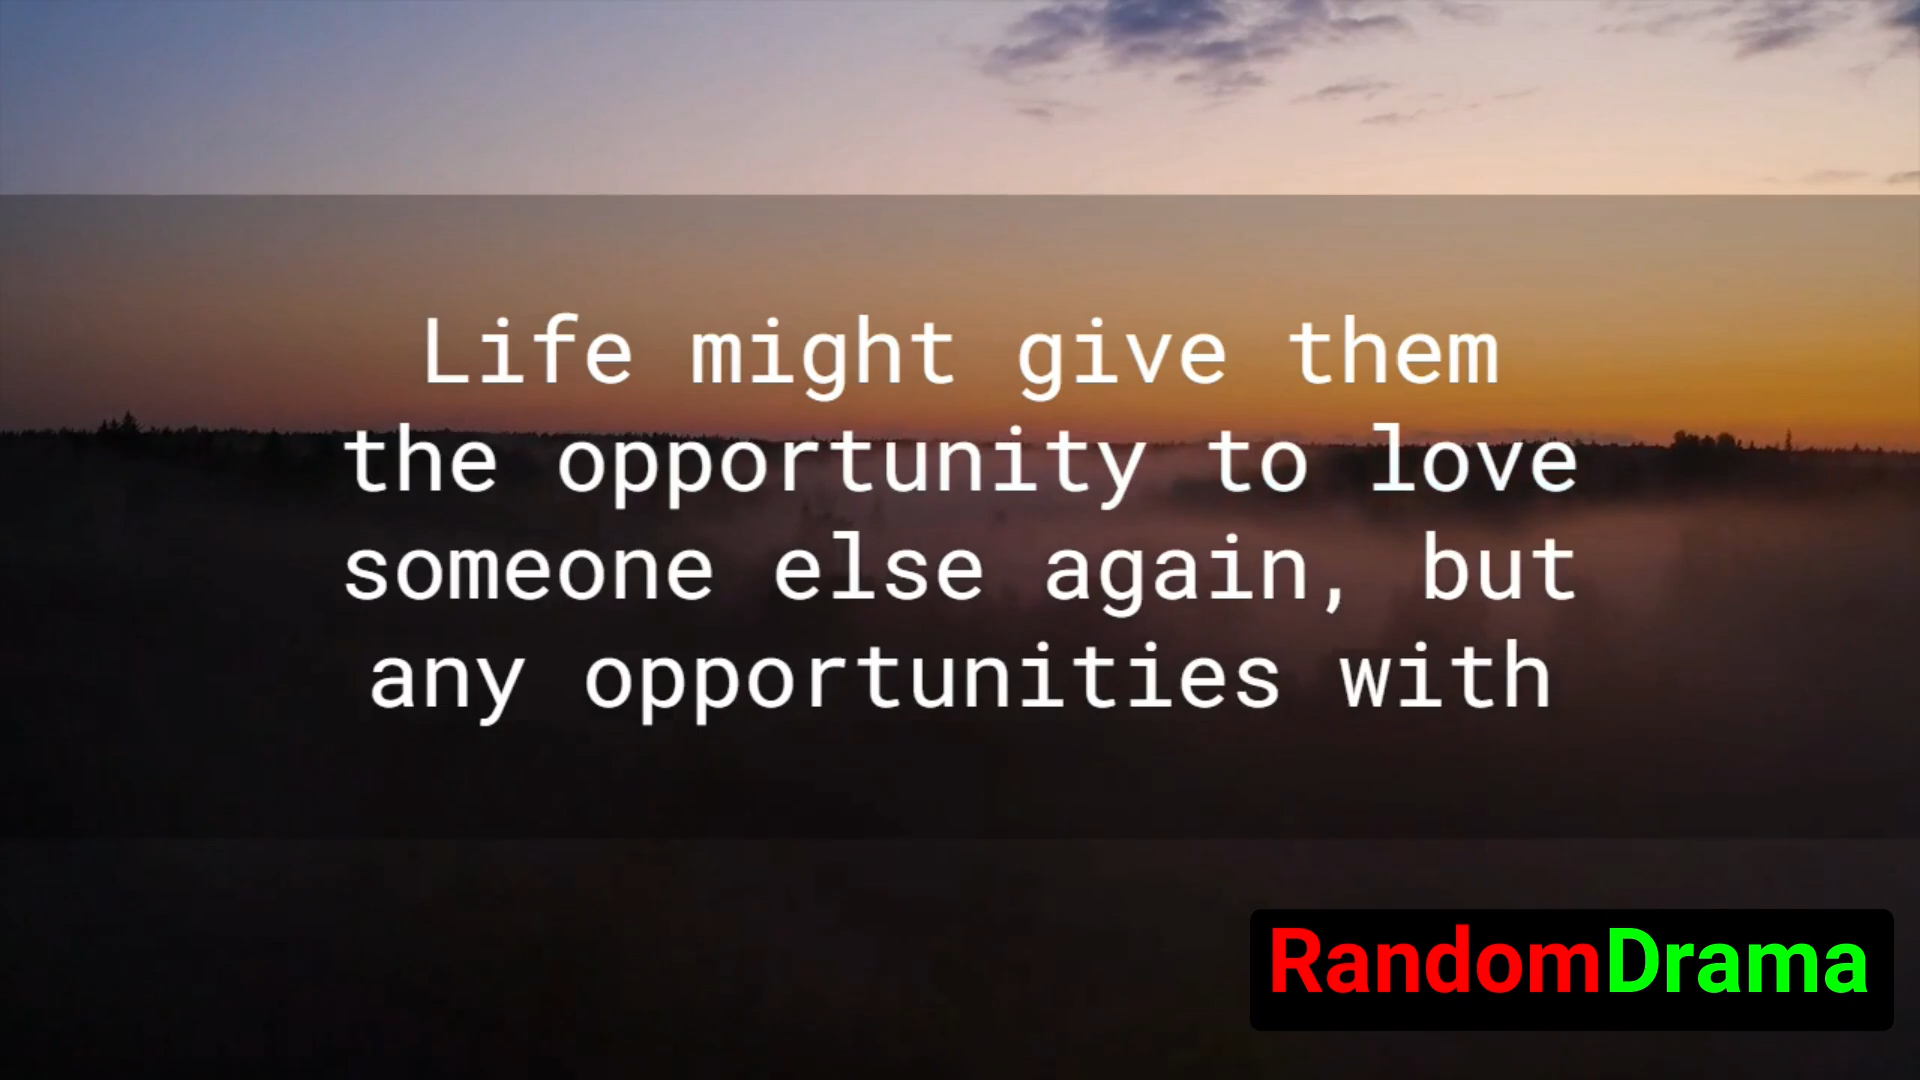 Life might give them
the opportunity to love
someone else again, but
any opportunities with
RandomDrama